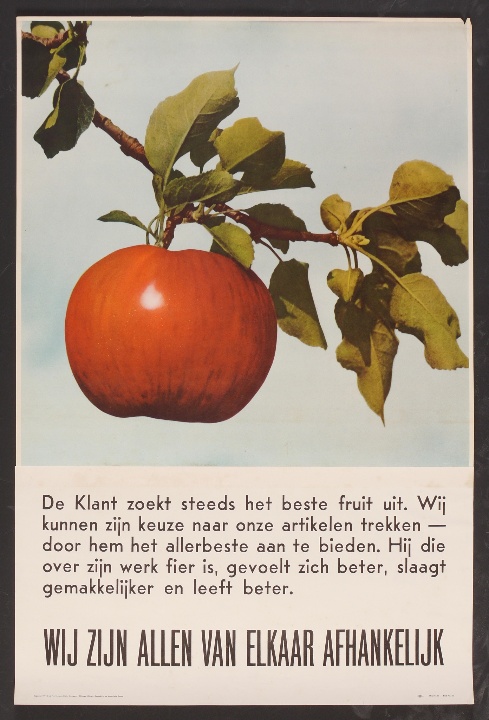 De Klant zoekt steeds het beste fruit uit. Wij
kunnen zijn keuze naar onze artikelen trekken —
door hem het allerbeste aan te bieden. Hij die
over zijn werk fier is, gevoelt zich beter, slaagt
gemakkelijker en leeft beter.
WIJ ZIJN ALLEN VAN ELKAAR AFHANKELIJK